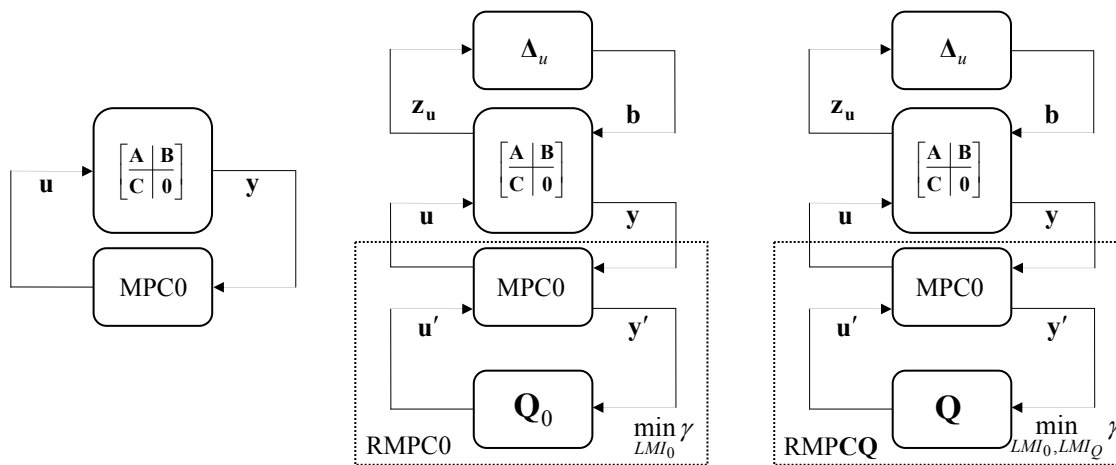 A B
C 0
u
y
MPC0
Δu
zu
b
A B
C 0
u
y
MPC0
u′
y′
Q0
RMPC0
min γ
LMI0
Δu
zu
b
A B
C 0
u
y
MPC0
u′
y′
Q
RMPCQ
min γ
LMI0, LMIQ